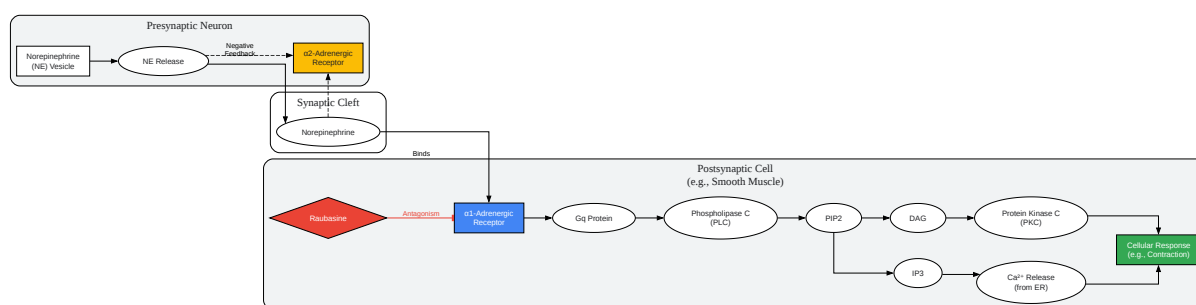 Presynaptic Neuron
Norepinephrine
(NE) Vesicle
NE Release
Negative
Feedback
α2-Adrenergic
Receptor
Synaptic Cleft
Norepinephrine
Binds
Postsynaptic Cell
(e.g., Smooth Muscle)
Raubasine
Antagonism
α1-Adrenergic
Receptor
Gq Protein
Phospholipase C
(PLC)
PIP2
DAG
Protein Kinase C
(PKC)
Cellular Response
(e.g., Contraction)
IP3
Ca²⁺ Release
(from ER)